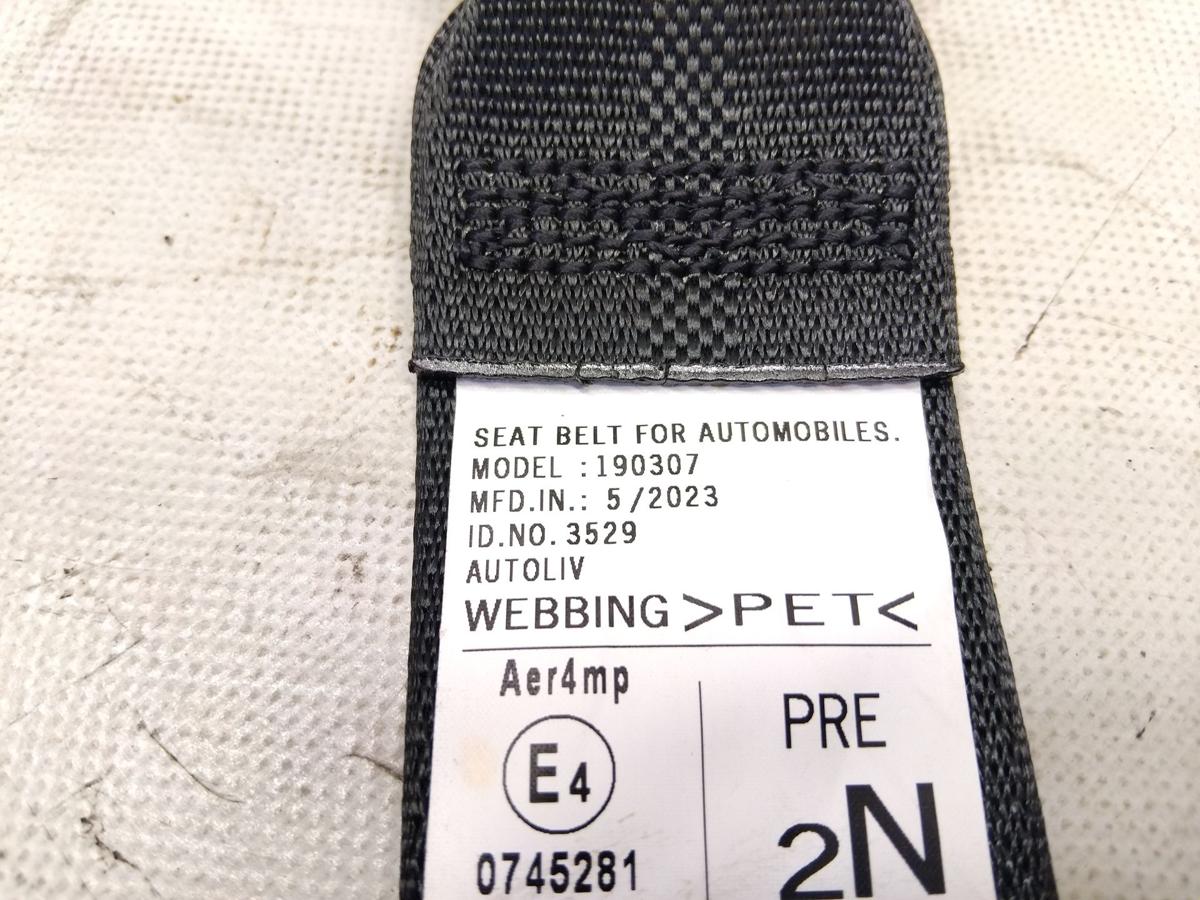 SEAT BELT FOR AUTOMOBILES.
MODEL :190307
MFD.IN.: 5/2023
ID.NO.3529
AUTOLIV
WEBBING >PET<
Aer4mp
E4
0745281
PRE
2N